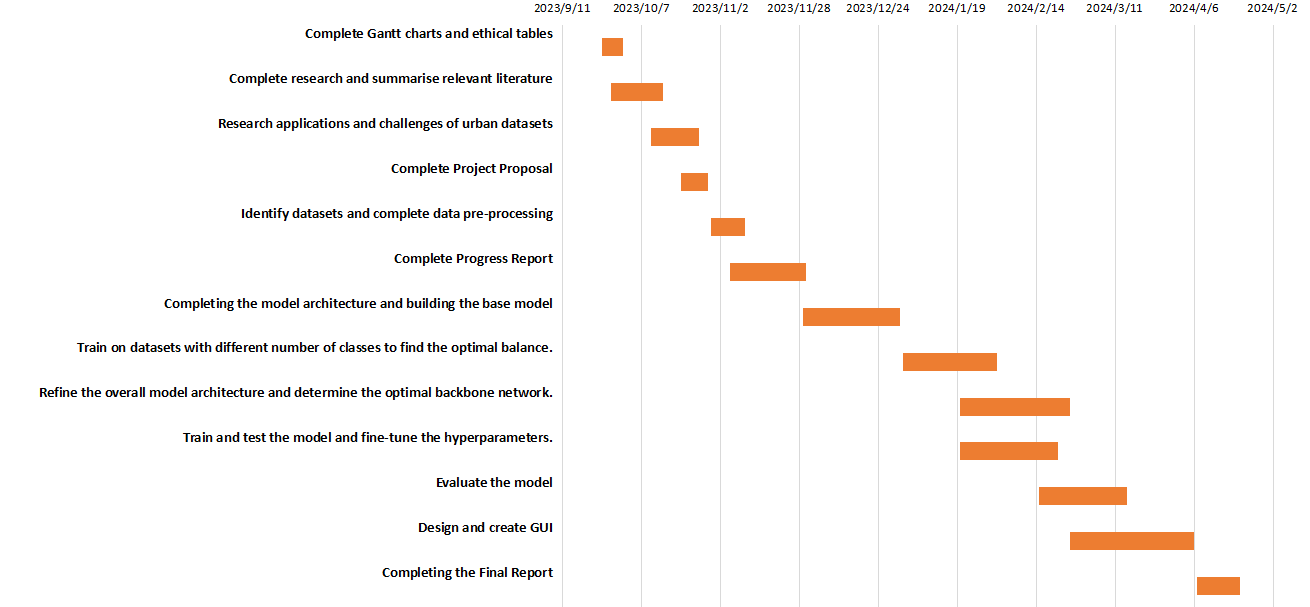 2023/9/11 2023/10/7 2023/11/2 2023/11/28 2023/12/24 2024/1/19 2024/2/14 2024/3/11 2024/4/6 2024/5/2
Complete Gantt charts and ethical tables
Complete research and summarise relevant literature
Research applications and challenges of urban datasets
Complete Project Proposal
Identify datasets and complete data pre-processing
Complete Progress Report
Completing the model architecture and building the base model
Train on datasets with different number of classes to find the optimal balance.
Refine the overall model architecture and determine the optimal backbone network.
Train and test the model and fine-tune the hyperparameters.
Evaluate the model
Design and create GUI
Completing the Final Report